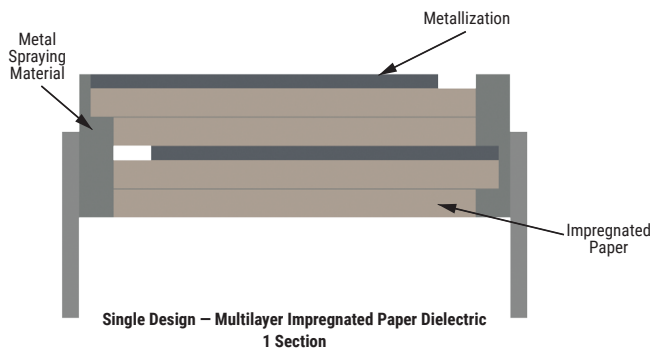 Metallization
Metal
Spraying
Material
Impregnated
Paper
Single Design — Multilayer Impregnated Paper Dielectric
1 Section